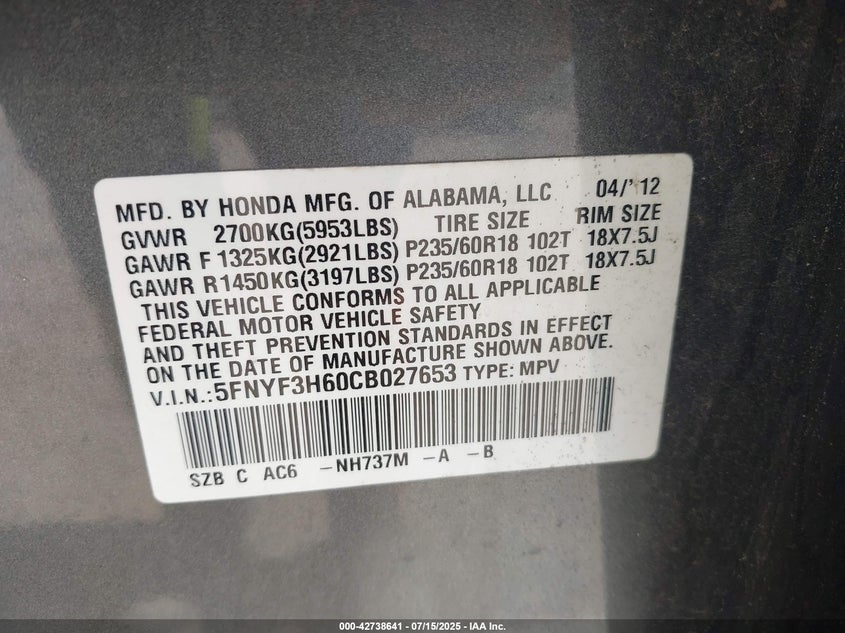 MFD. BY HONDA MFG. OF ALABAMA, LLC 04/'12
GVWR 2700KG(5953LBS) TIRE SIZE RIM SIZE
GAWR F 1325KG(2921LBS) P235/60R18 102T 18X7.5J
GAWR R1450KG(3197LBS) P235/60R18 102T 18X7.5J
THIS VEHICLE CONFORMS TO ALL APPLICABLE
FEDERAL MOTOR VEHICLE SAFETY
AND THEFT PREVENTION STANDARDS IN EFFECT
ON THE DATE OF MANUFACTURE SHOWN ABOVE.
V.I.N.:5FNYF3H60CB027653 TYPE: MPV
SZB C AC6 -NH737M -A -B
000-42738641 - 07/15/2025 - IAA Inc.